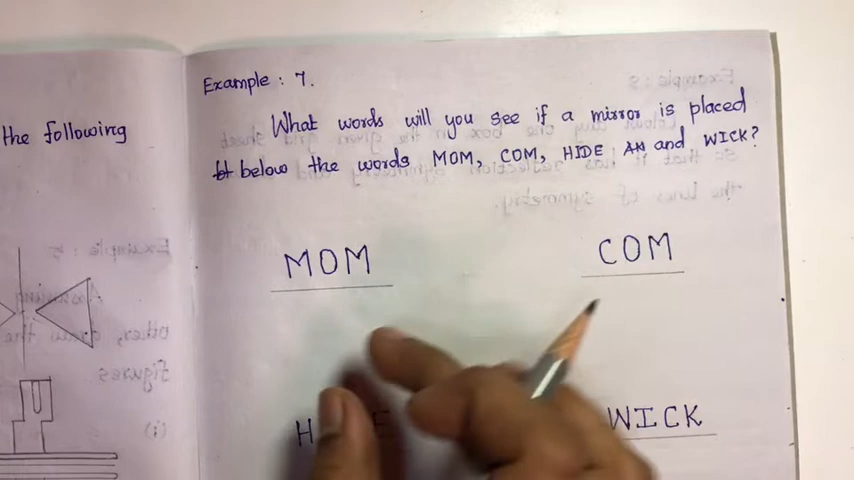 the following
Example : 7.
What words will you see if a mirror is placed
below the words MOM, COM, HIDE and WICK?
MOM
COM
WICK